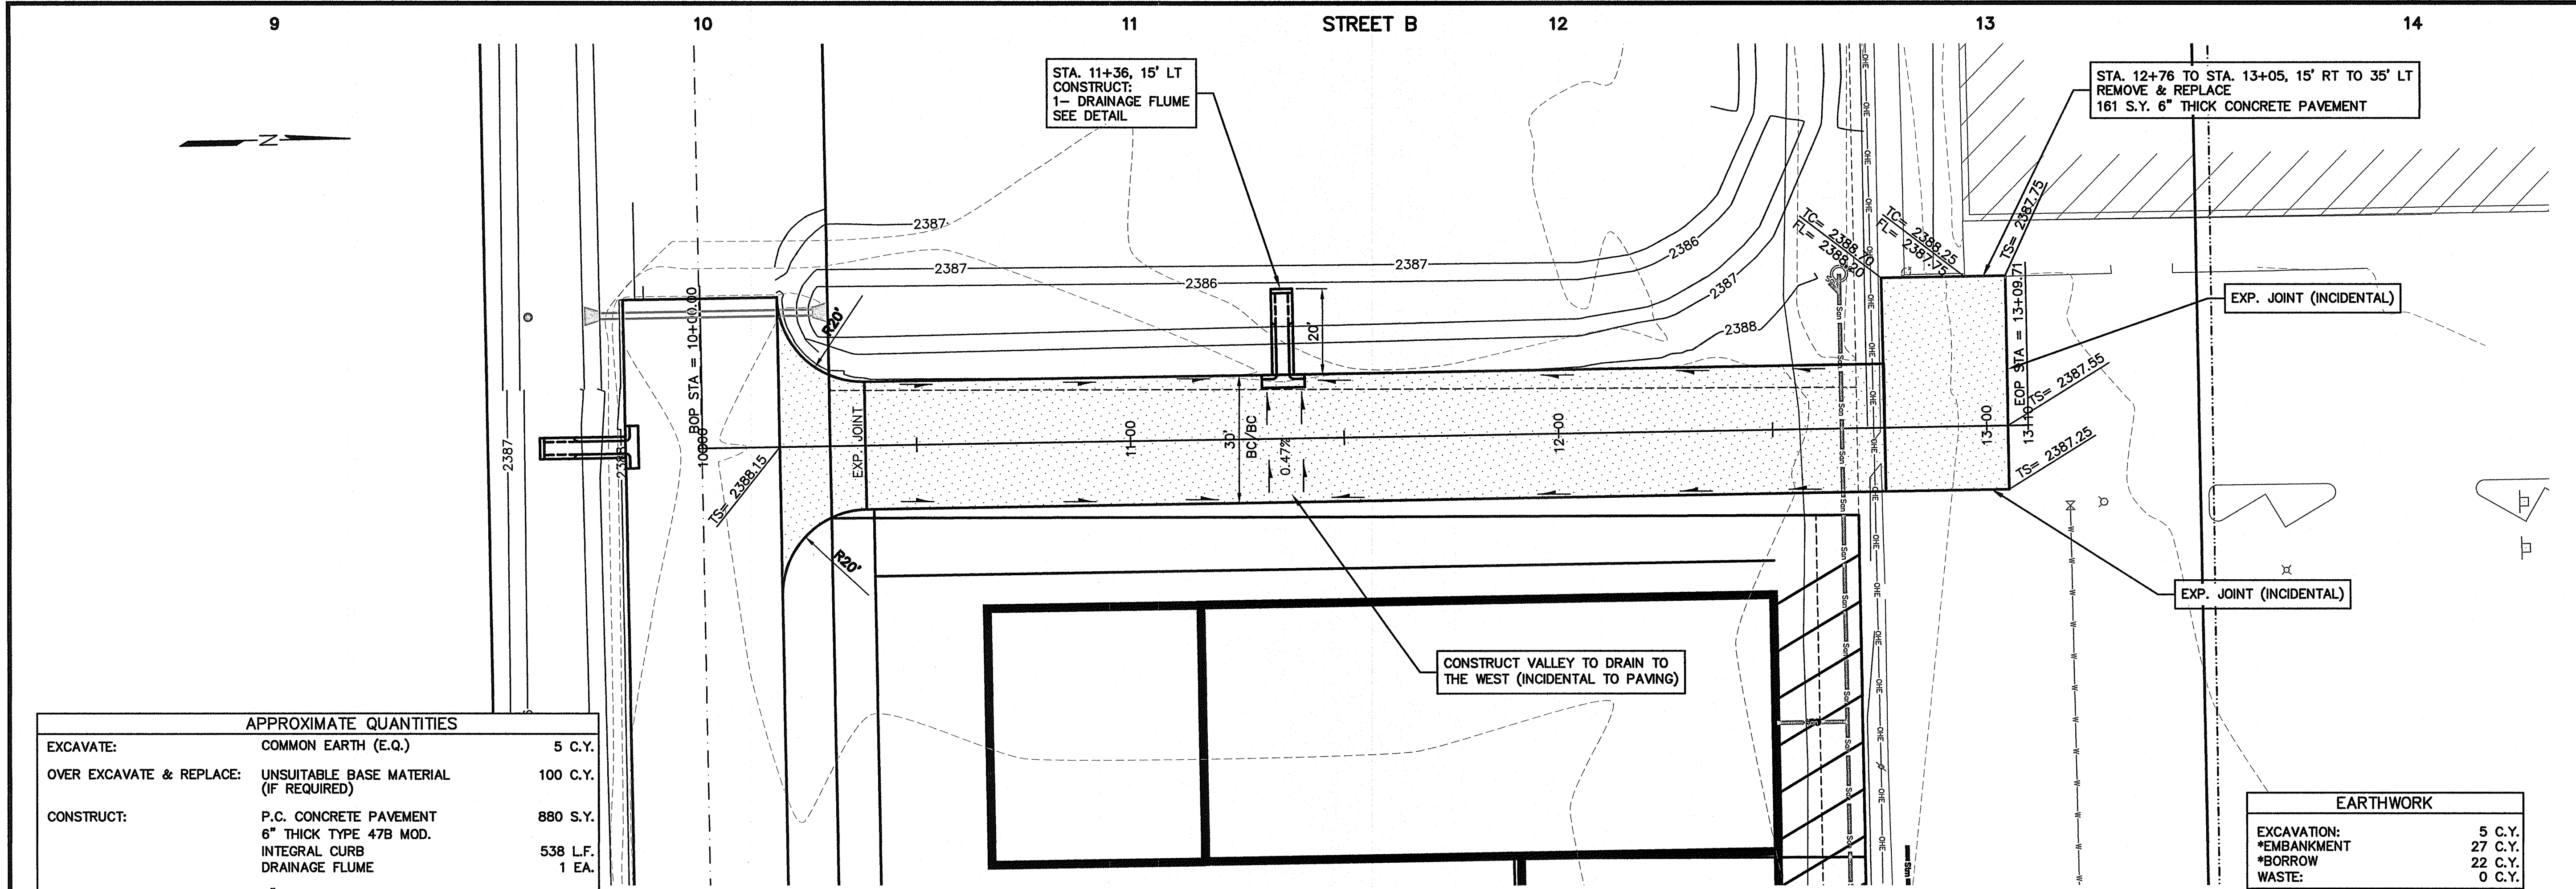 9
10
11
STREET B
12
13
14
STA. 11+36, 15' LT
CONSTRUCT:
1- DRAINAGE FLUME
SEE DETAIL
STA. 12+76 TO STA. 13+05, 15' RT TO 35' LT
REMOVE & REPLACE
161 S.Y. 6" THICK CONCRETE PAVEMENT
N
2387
2387
2387
2386
2386
2387
2388
TC= 2388.70
FL= 2388.20
TC= 2388.25
FL= 2387.75
TS= 2387.75
EXP. JOINT (INCIDENTAL)
EOP STA = 13+09.71
TS= 2387.55
TS= 2387.25
BOP STA = 10+00.00
R20'
20'
EXP. JOINT
11+00
30'
BC/BC
0.47%
12+00
13+00
TS= 2388.15
R20'
2387
EXP. JOINT (INCIDENTAL)
CONSTRUCT VALLEY TO DRAIN TO
THE WEST (INCIDENTAL TO PAVING)
OHE
San
W
APPROXIMATE QUANTITIES
EXCAVATE: COMMON EARTH (E.Q.) 5 C.Y.
OVER EXCAVATE & REPLACE: UNSUITABLE BASE MATERIAL 100 C.Y.
(IF REQUIRED)
CONSTRUCT: P.C. CONCRETE PAVEMENT 880 S.Y.
6" THICK TYPE 47B MOD.
INTEGRAL CURB 538 L.F.
DRAINAGE FLUME 1 EA.
EARTHWORK
EXCAVATION: 5 C.Y.
*EMBANKMENT 27 C.Y.
*BORROW 22 C.Y.
WASTE: 0 C.Y.